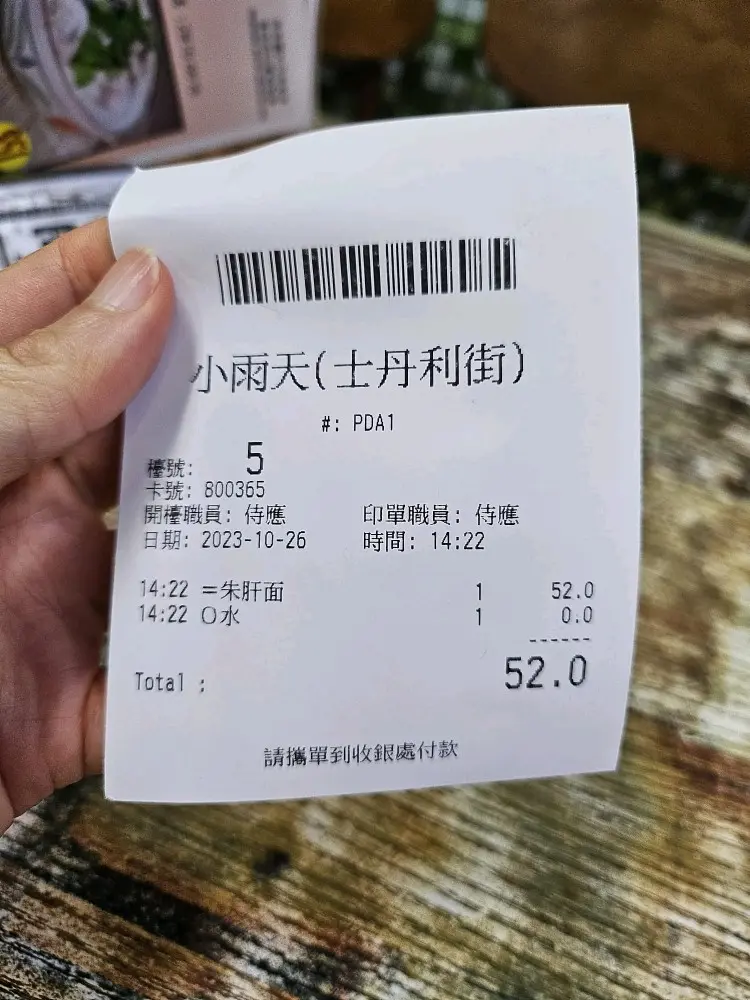 小雨天(士丹利街)
#: PDA1
檯號: 5
卡號: 800365
開檯職員: 侍應 印單職員: 侍應
日期: 2023-10-26 時間: 14:22
14:22 =朱肝面 1 52.0
14:22 O水 1 0.0
------
Total : 52.0
請攜單到收銀處付款